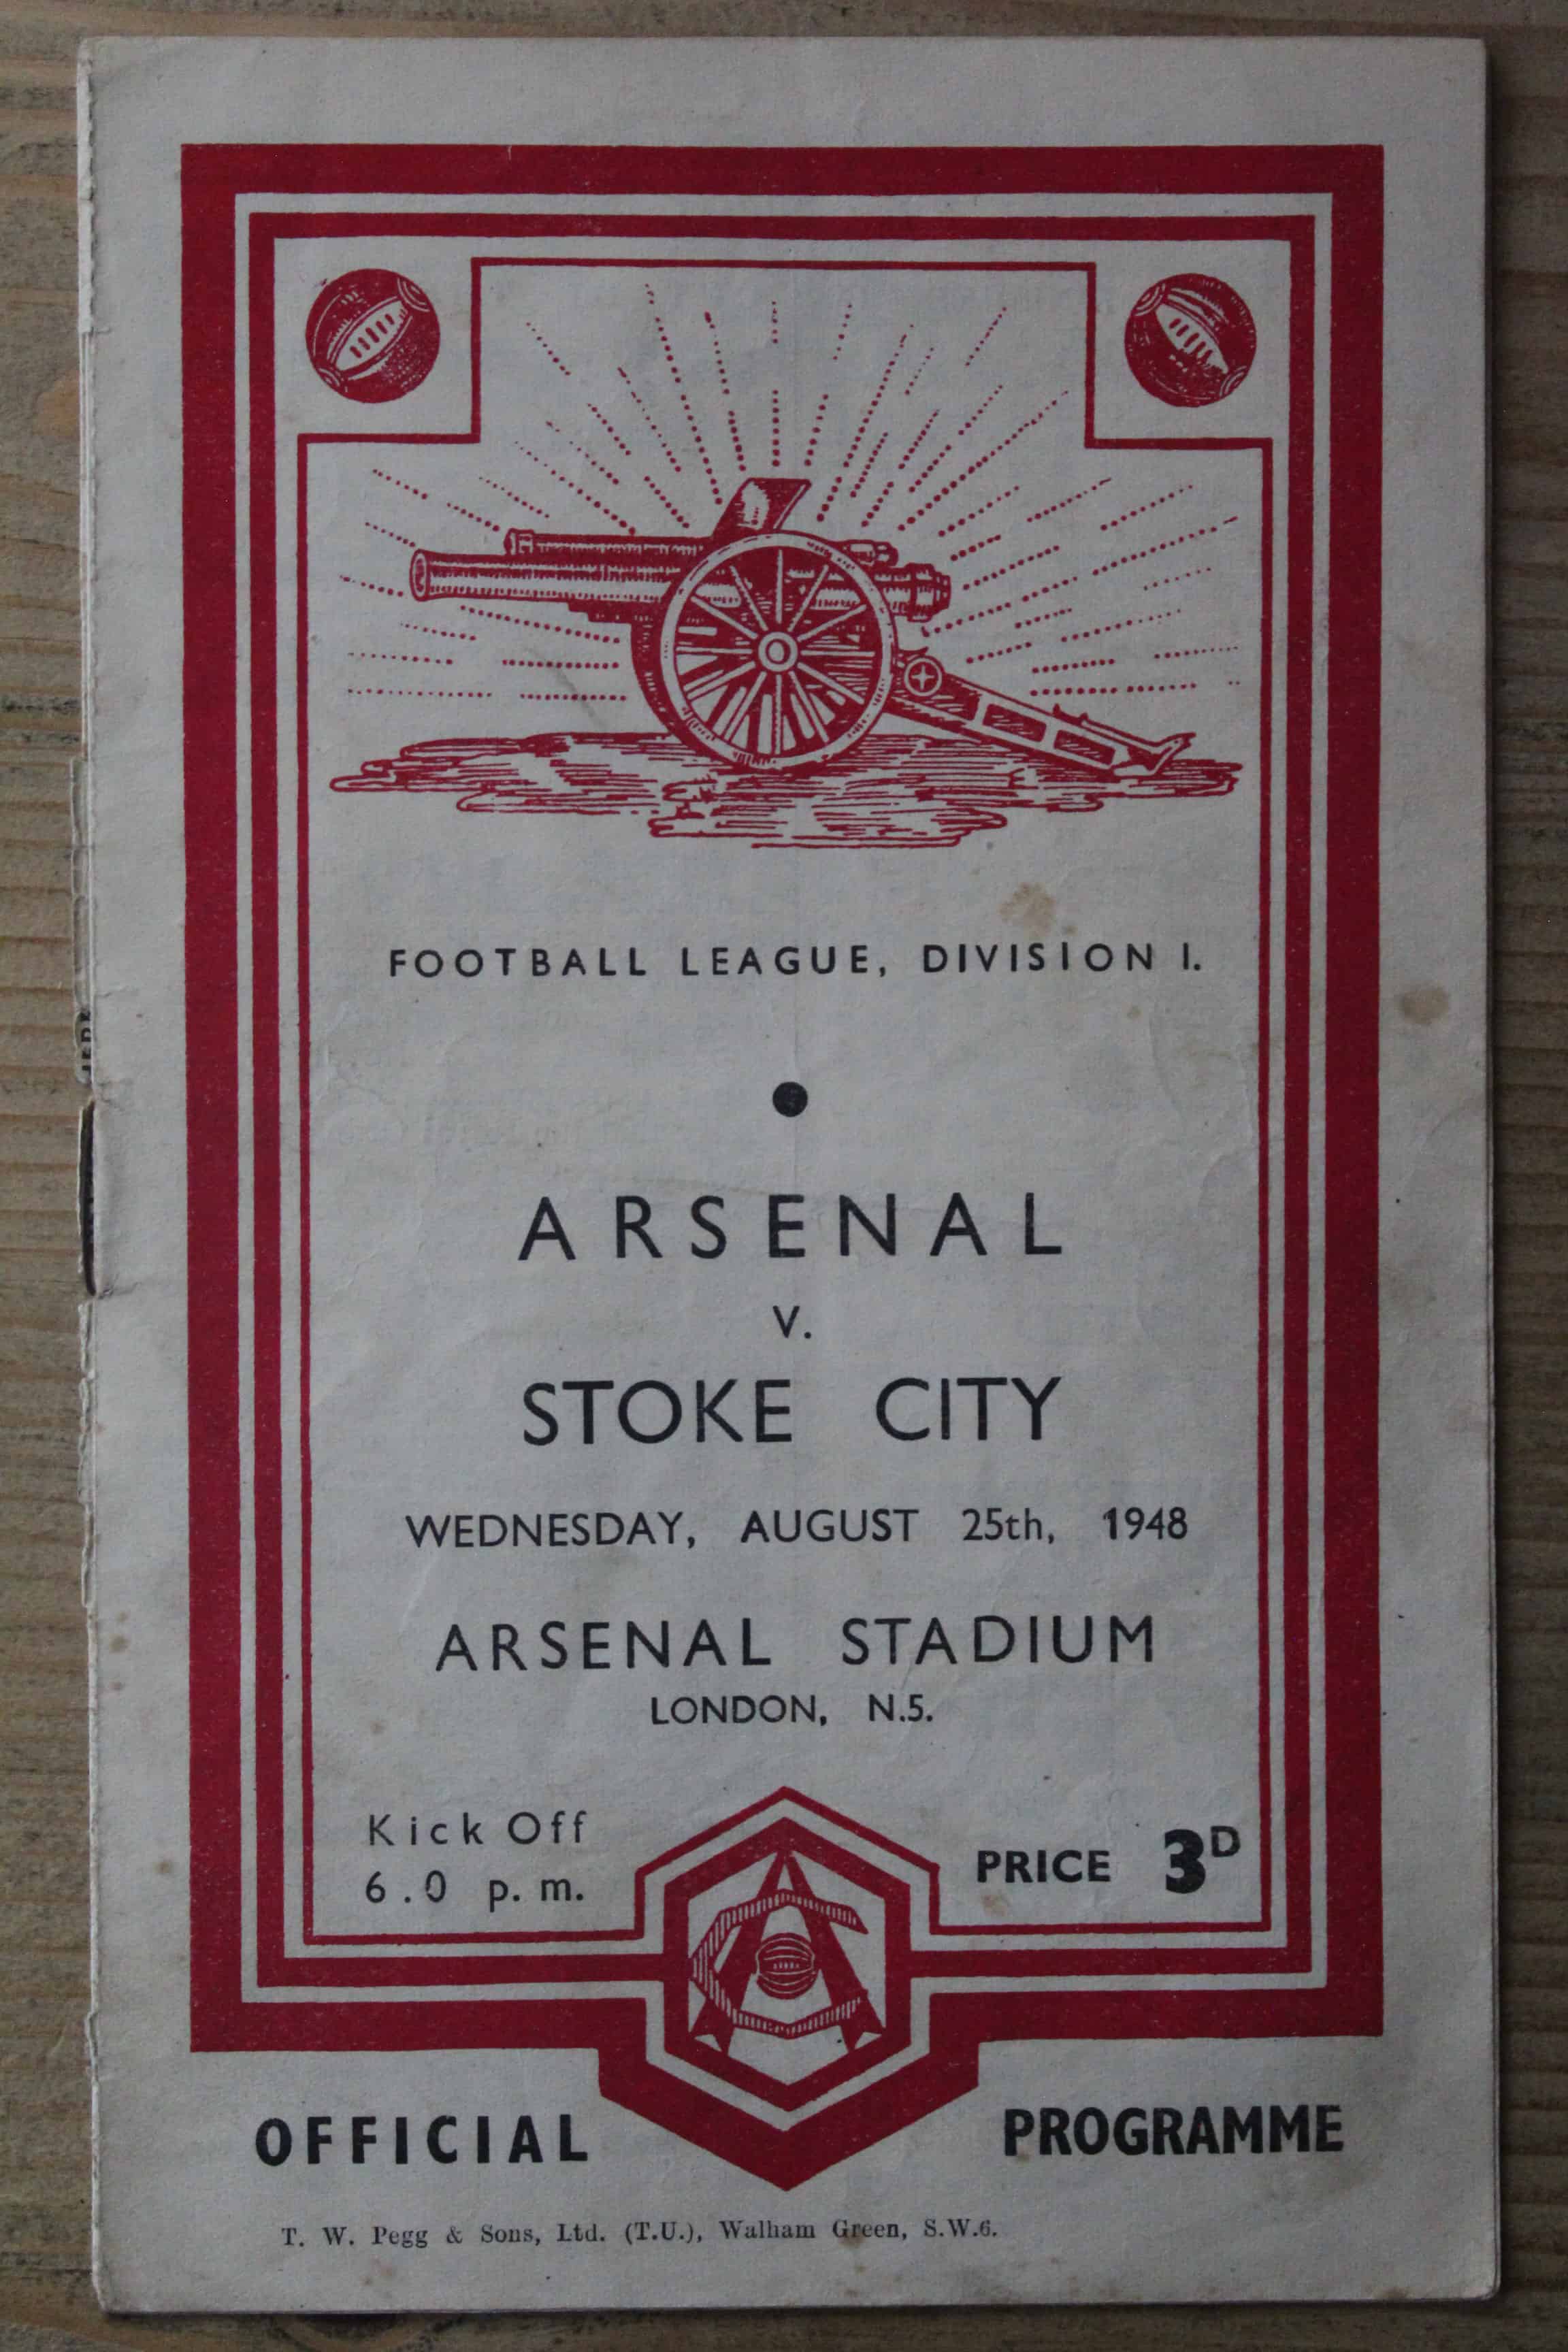 FOOTBALL LEAGUE, DIVISION I.
ARSENAL
v.
STOKE CITY
WEDNESDAY, AUGUST 25th, 1948
ARSENAL STADIUM
LONDON, N.5.
Kick Off
6.0 p.m.
PRICE 3D
OFFICIAL PROGRAMME
T. W. Pegg & Sons, Ltd. (T.U.), Walham Green, S.W.6.